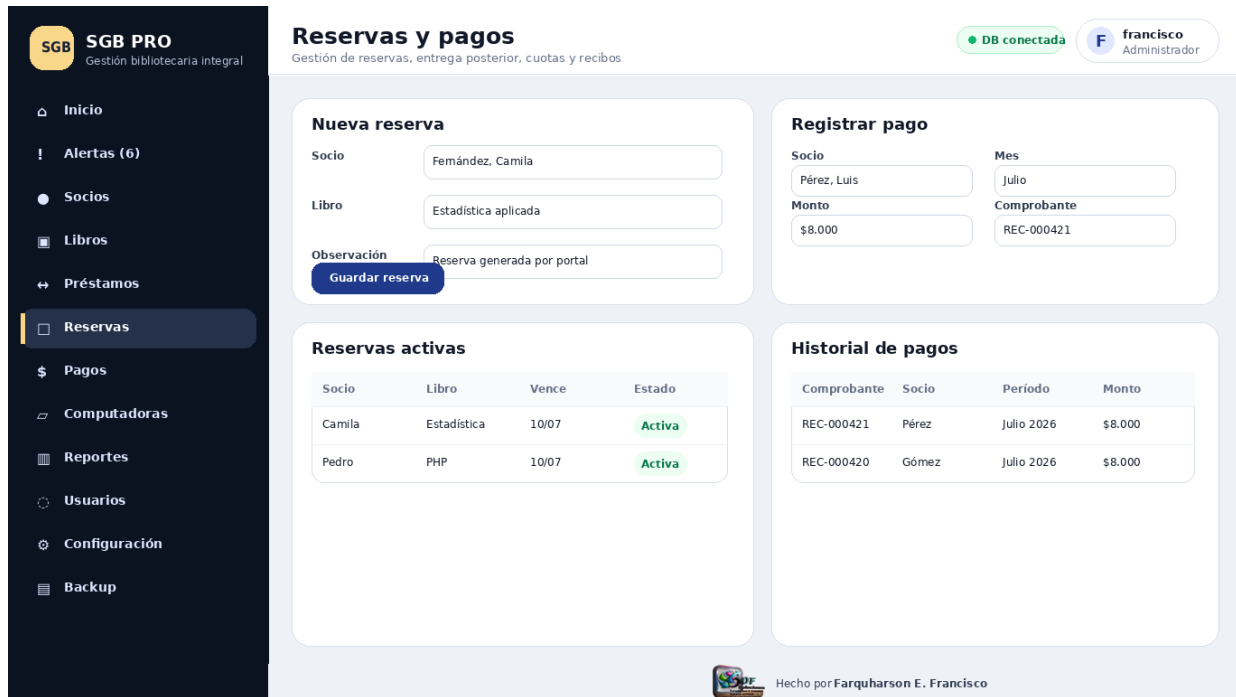 SGB
SGB PRO
Gestión bibliotecaria integral
Inicio
! Alertas (6)
Socios
Libros
Préstamos
Reservas
$ Pagos
Computadoras
Reportes
Usuarios
Configuración
Backup
Reservas y pagos
Gestión de reservas, entrega posterior, cuotas y recibos
DB conectada
F
francisco
Administrador
Nueva reserva
Socio Fernández, Camila
Libro Estadística aplicada
Observación Reserva generada por portal
Guardar reserva
Registrar pago
Socio Mes
Pérez, Luis Julio
Monto Comprobante
$8.000 REC-000421
Reservas activas
Socio Libro Vence Estado
Camila Estadística 10/07 Activa
Pedro PHP 10/07 Activa
Historial de pagos
Comprobante Socio Período Monto
REC-000421 Pérez Julio 2026 $8.000
REC-000420 Gómez Julio 2026 $8.000
Hecho por Farquharson E. Francisco